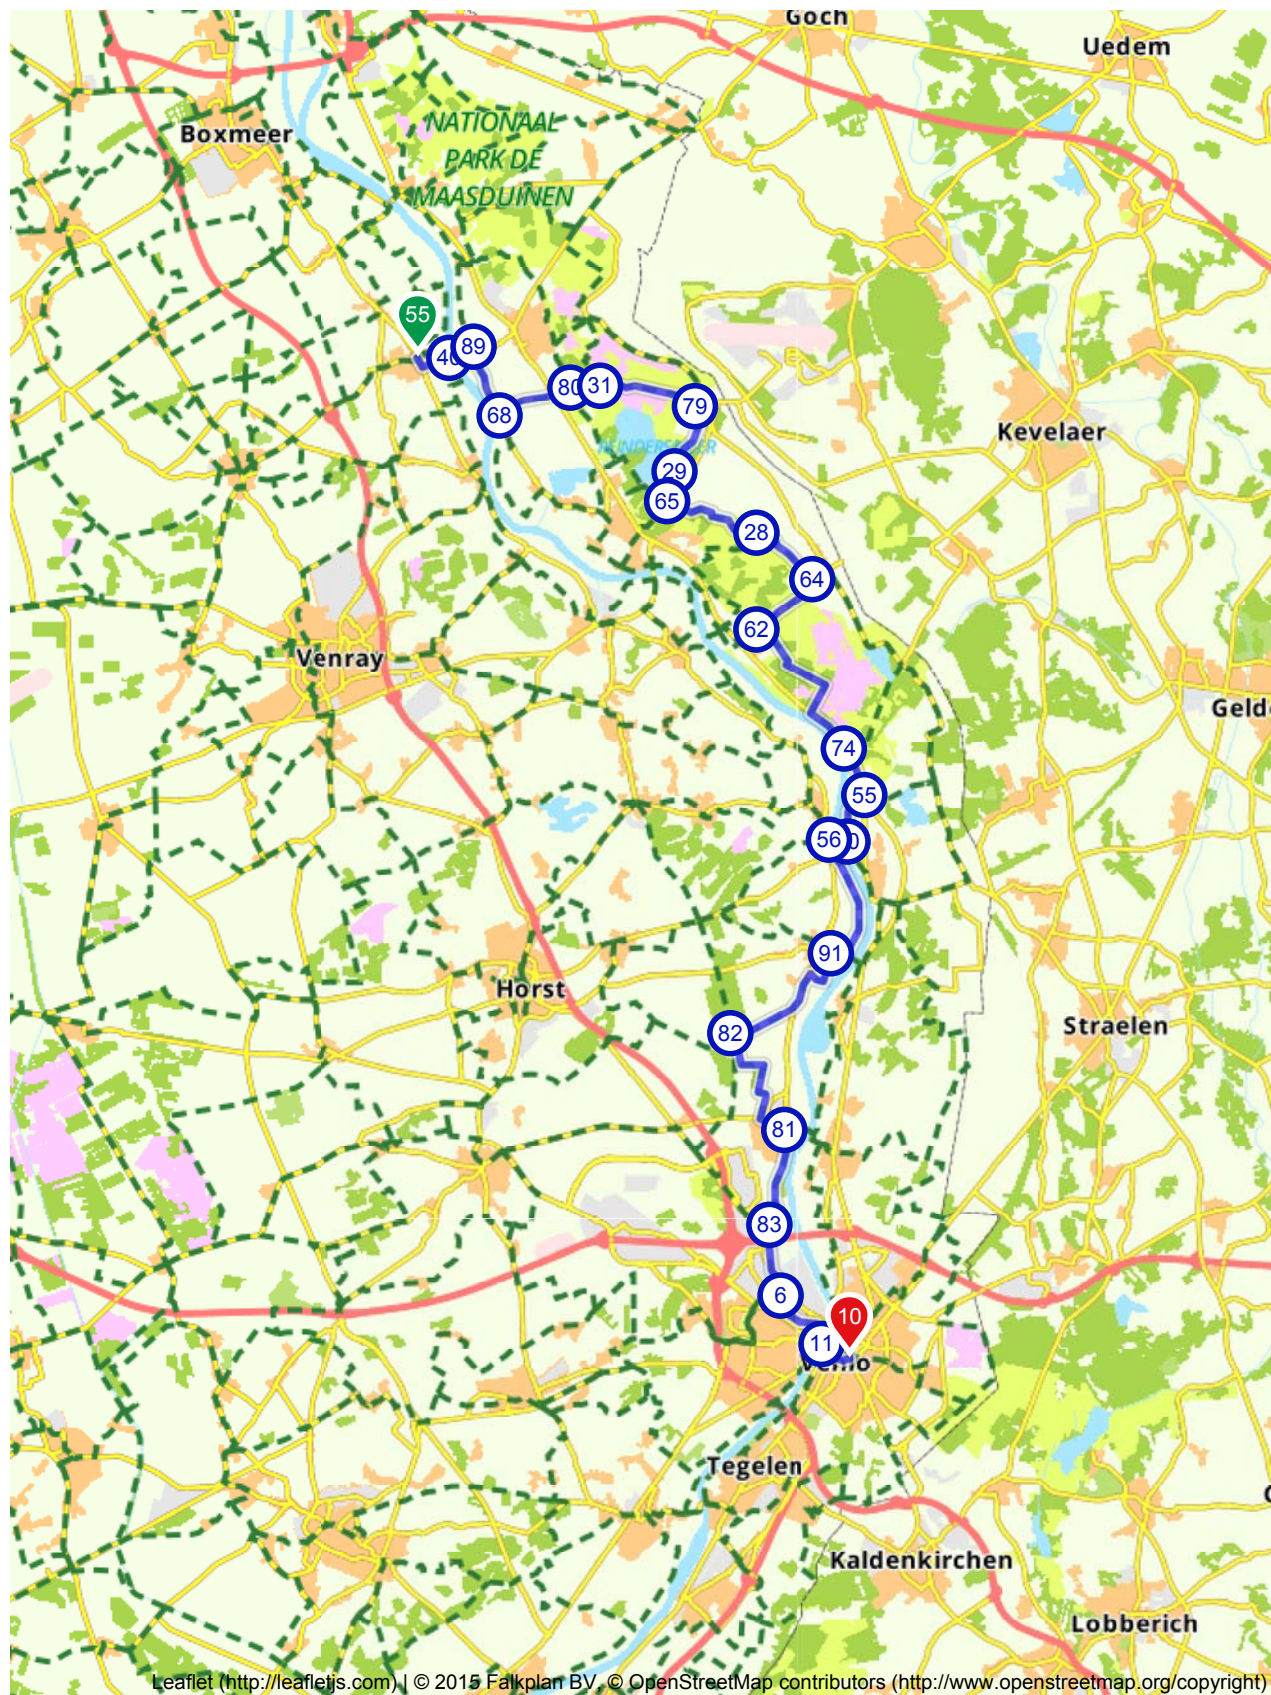 Goch
Uedem
Boxmeer
NATIONAAL
PARK DE
MAASDUINEN
55
89
80
31
68
79
Kevelaer
29
65
28
64
62
Venray
74
55
56
91
Horst
82
Straelen
81
83
6
10
11
Venlo
Tegelen
Kaldenkirchen
Lobberich
Leaflet (http://leafletjs.com) | © 2015 Falkplan BV, © OpenStreetMap contributors (http://www.openstreetmap.org/copyright)